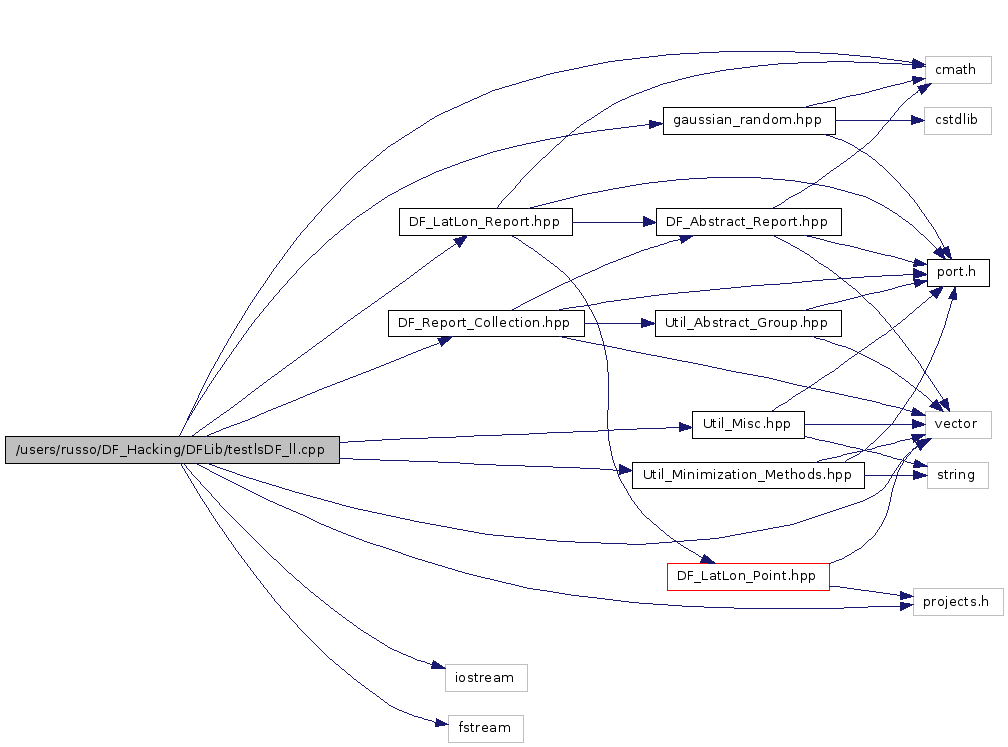 cmath
gaussian_random.hpp
cstdlib
DF_LatLon_Report.hpp
DF_Abstract_Report.hpp
port.h
DF_Report_Collection.hpp
Util_Abstract_Group.hpp
Util_Misc.hpp
vector
/users/russo/DF_Hacking/DFLib/testlsDF_ll.cpp
Util_Minimization_Methods.hpp
string
DF_LatLon_Point.hpp
projects.h
iostream
fstream